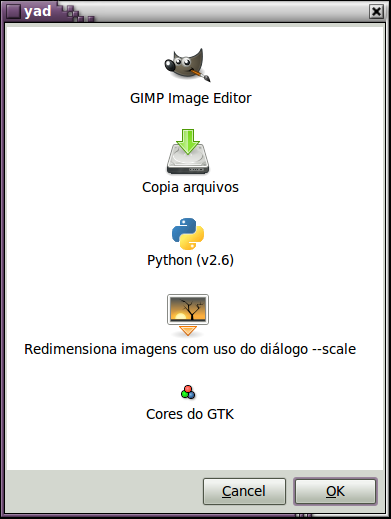 yad
GIMP Image Editor
Copia arquivos
Python (v2.6)
Redimensiona imagens com uso do diálogo --scale
Cores do GTK
Cancel
OK